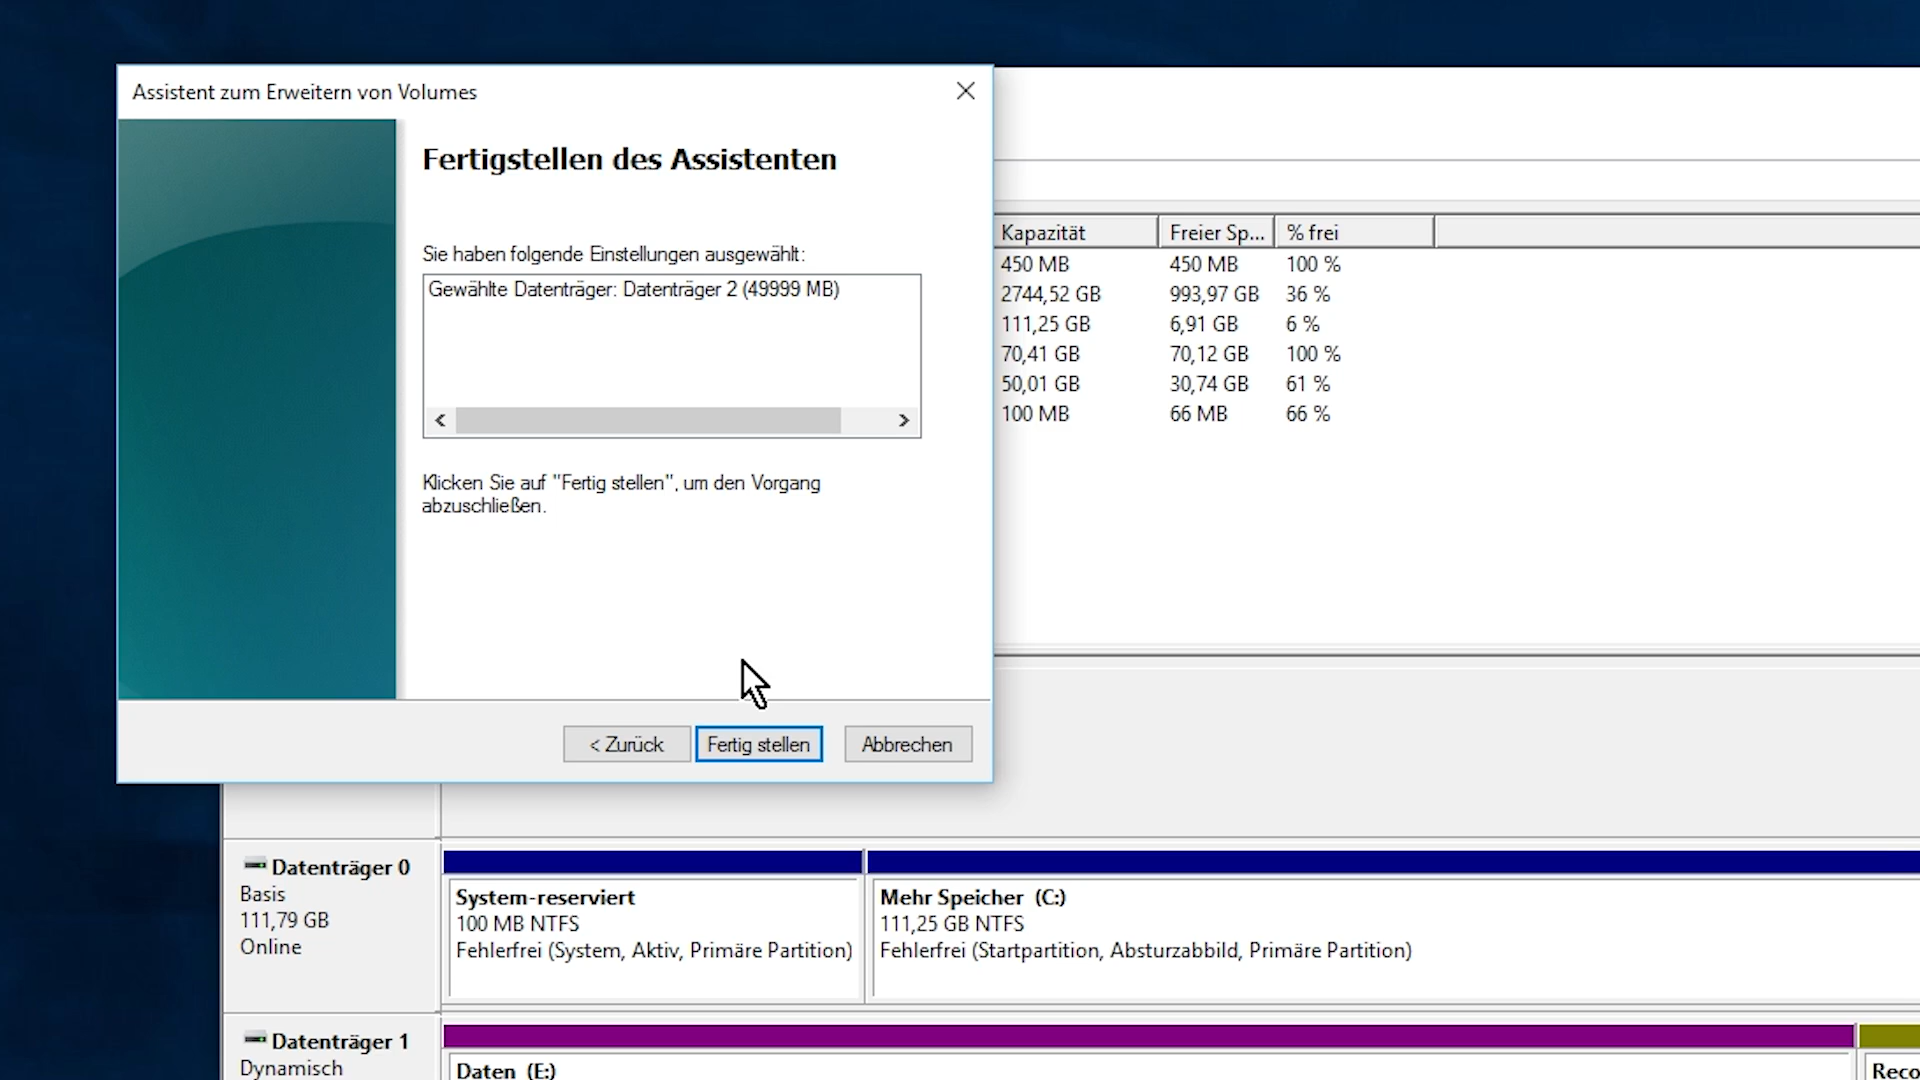 Assistent zum Erweitern von Volumes
Fertigstellen des Assistenten
Sie haben folgende Einstellungen ausgewählt:
Gewählte Datenträger: Datenträger 2 (49999 MB)
Klicken Sie auf "Fertig stellen", um den Vorgang
abzuschließen.
< Zurück
Fertig stellen
Abbrechen
Kapazität Freier Sp... % frei
450 MB 450 MB 100 %
2744,52 GB 993,97 GB 36 %
111,25 GB 6,91 GB 6 %
70,41 GB 70,12 GB 100 %
50,01 GB 30,74 GB 61 %
100 MB 66 MB 66 %
Datenträger 0
Basis
111,79 GB
Online
System-reserviert
100 MB NTFS
Fehlerfrei (System, Aktiv, Primäre Partition)
Mehr Speicher (C:)
111,25 GB NTFS
Fehlerfrei (Startpartition, Absturzabbild, Primäre Partition)
Datenträger 1
Dynamisch
Daten (E:)
Reco